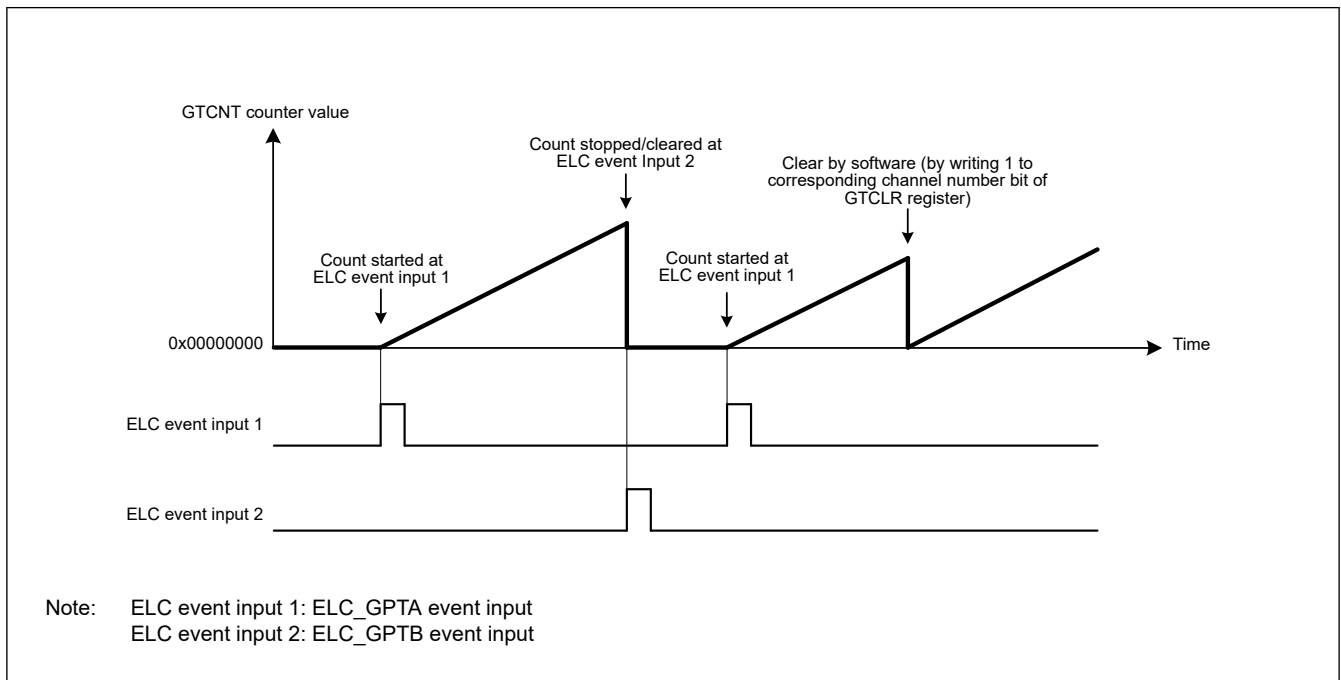 GTCNT counter value
Count stopped/cleared at
ELC event Input 2
Clear by software (by writing 1 to
corresponding channel number bit of
GTCLR register)
Count started at
ELC event input 1
Count started at
ELC event input 1
0x00000000
Time
ELC event input 1
ELC event input 2
Note: ELC event input 1: ELC_GPTA event input
ELC event input 2: ELC_GPTB event input